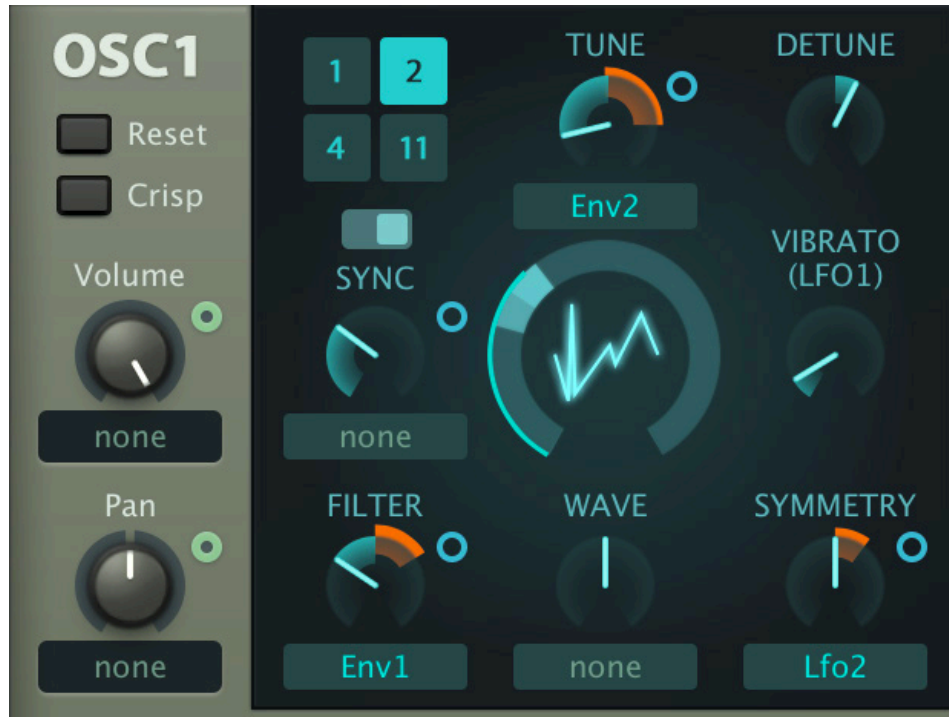 OSC1
Reset
Crisp
Volume
none
Pan
none
1
2
4
11
TUNE
Env2
DETUNE
SYNC
none
VIBRATO
(LFO1)
FILTER
Env1
WAVE
none
SYMMETRY
Lfo2